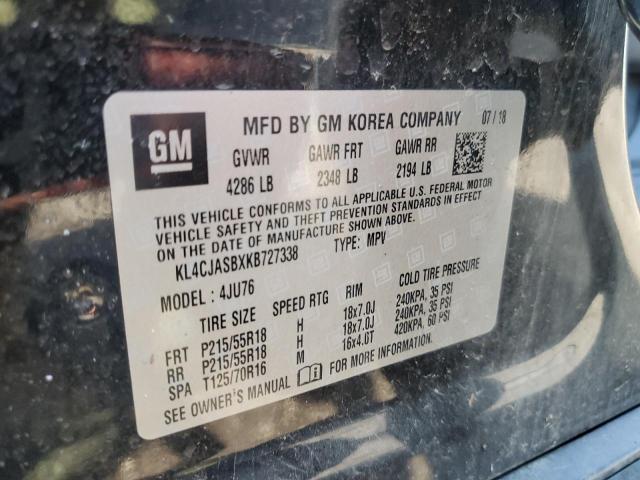 GM
MFD BY GM KOREA COMPANY 07/18
GVWR GAWR FRT GAWR RR
4286 LB 2348 LB 2194 LB
THIS VEHICLE CONFORMS TO ALL APPLICABLE U.S. FEDERAL MOTOR
VEHICLE SAFETY AND THEFT PREVENTION STANDARDS IN EFFECT
ON THE DATE OF MANUFACTURE SHOWN ABOVE.
KL4CJASBXKB727338 TYPE: MPV
MODEL : 4JU76
TIRE SIZE SPEED RTG RIM COLD TIRE PRESSURE
FRT P215/55R18 H 18x7.0J 240KPA, 35 PSI
RR P215/55R18 H 18x7.0J 240KPA, 35 PSI
SPA T125/70R16 M 16x4.0T 420KPA, 60 PSI
SEE OWNER'S MANUAL FOR MORE INFORMATION.